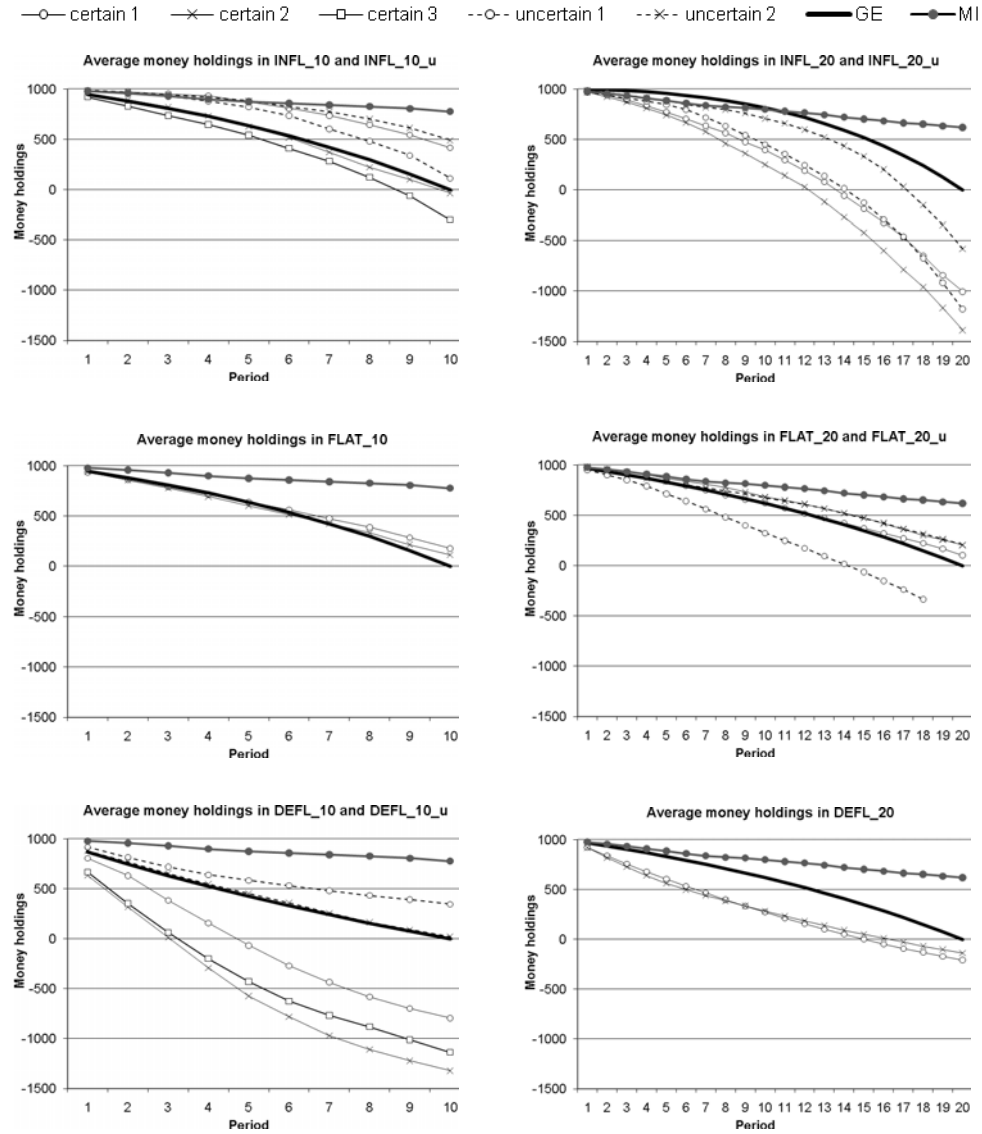 certain 1 certain 2 certain 3 uncertain 1 uncertain 2 GE MI
Average money holdings in INFL_10 and INFL_10_u
Money holdings
1000
500
0
-500
-1000
-1500
1 2 3 4 5 6 7 8 9 10
Period
Average money holdings in INFL_20 and INFL_20_u
Money holdings
1000
500
0
-500
-1000
-1500
1 2 3 4 5 6 7 8 9 10 11 12 13 14 15 16 17 18 19 20
Period
Average money holdings in FLAT_10
Money holdings
1000
500
0
-500
-1000
-1500
1 2 3 4 5 6 7 8 9 10
Period
Average money holdings in FLAT_20 and FLAT_20_u
Money holdings
1000
500
0
-500
-1000
-1500
1 2 3 4 5 6 7 8 9 10 11 12 13 14 15 16 17 18 19 20
Period
Average money holdings in DEFL_10 and DEFL_10_u
Money holdings
1000
500
0
-500
-1000
-1500
1 2 3 4 5 6 7 8 9 10
Period
Average money holdings in DEFL_20
Money holdings
1000
500
0
-500
-1000
-1500
1 2 3 4 5 6 7 8 9 10 11 12 13 14 15 16 17 18 19 20
Period